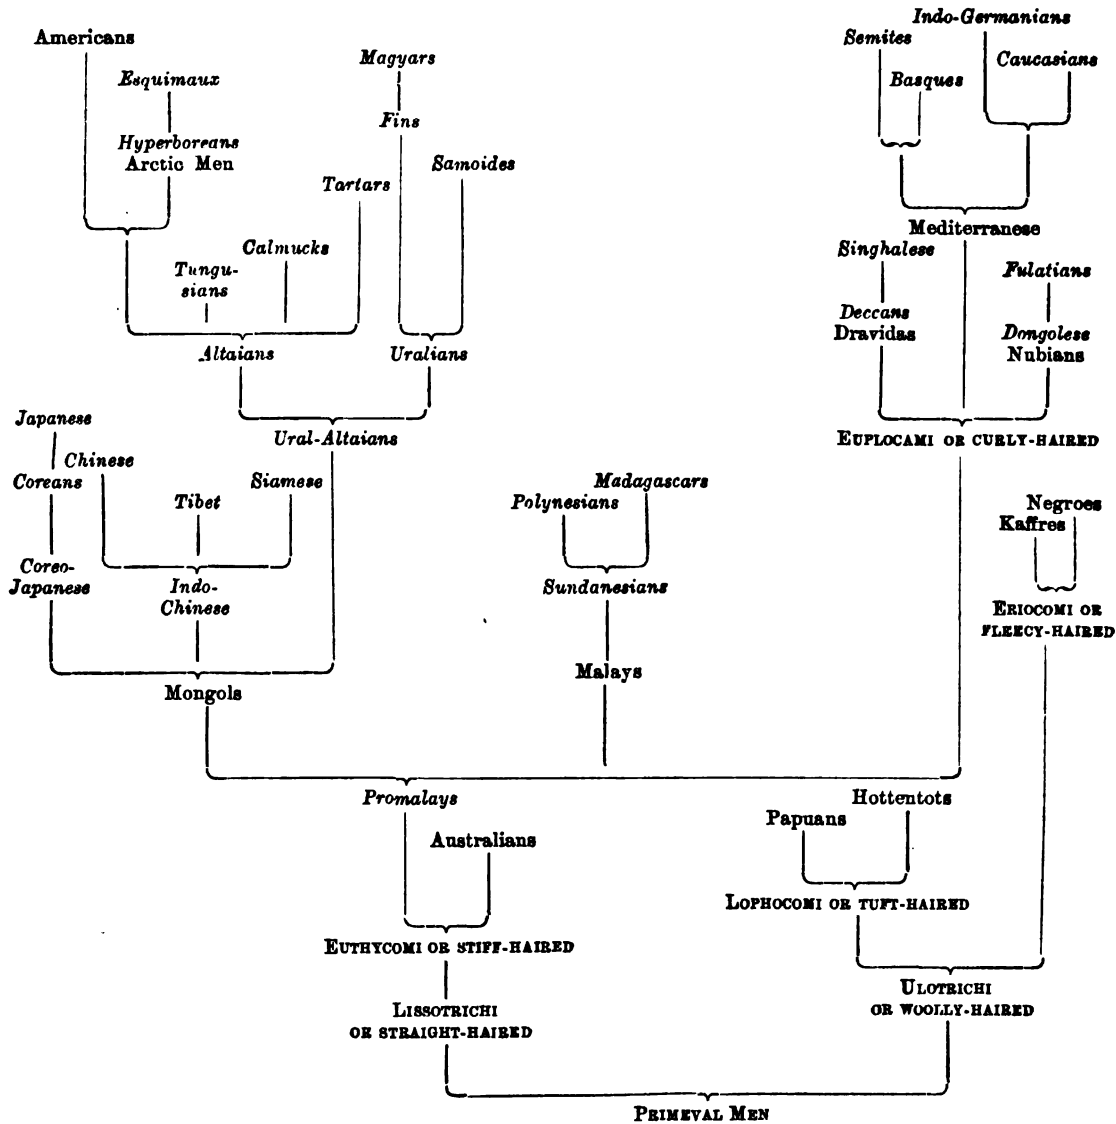 Indo-Germanians
Americans
Semites
Magyars
Caucasians
Esquimaux
Basques
Fins
Hyperboreans
Arctic Men
Samoides
Tartars
Mediterranese
Calmucks
Singhalese
Tungu-
sians
Fulatians
Deccans
Dravidas
Dongolese
Nubians
Altaians
Uralians
Japanese
Ural-Altaians
EUPLOCAMI OR CURLY-HAIRED
Chinese
Coreans
Siamese
Madagascars
Tibet
Polynesians
Negroes
Kaffres
Coreo-
Japanese
Indo-
Chinese
Sundanesians
ERIOCOMI OR
FLEECY-HAIRED
Malays
Mongols
Promalays
Hottentots
Papuans
Australians
LOPHOCOMI OR TUFT-HAIRED
EUTHYCOMI OR STIFF-HAIRED
ULOTRICHI
OR WOOLLY-HAIRED
LISSOTRICHI
OR STRAIGHT-HAIRED
PRIMEVAL MEN